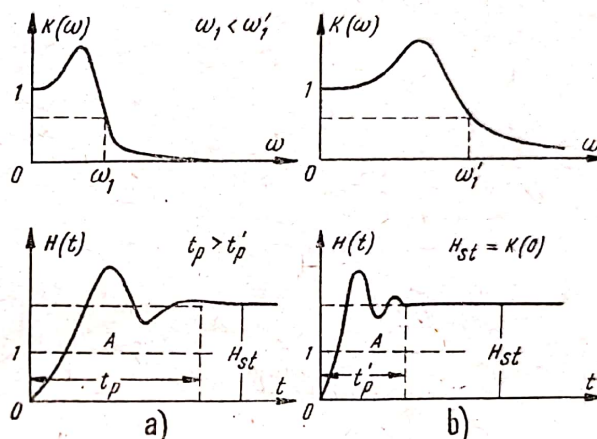 K(ω)
ω₁ < ω₁′
1
0
ω₁
ω
K(ω)
1
0
ω₁′
ω
H(t)
tₚ > tₚ′
A
1
Hst
tₚ
0
t
a)
H(t)
Hst = K(0)
A
1
Hst
tₚ′
0
t
b)